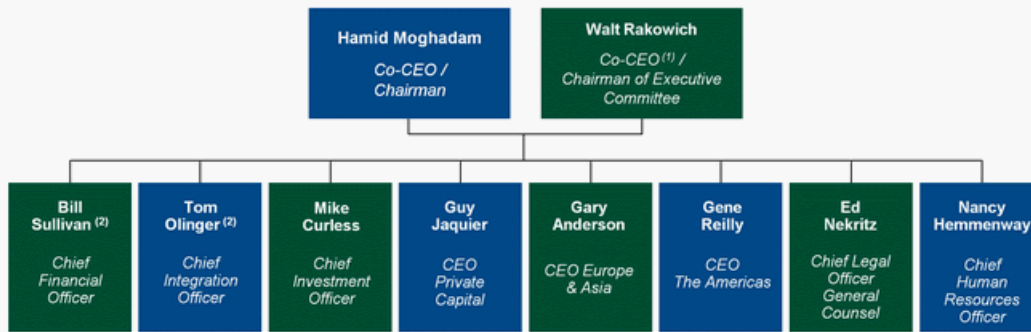 Hamid Moghadam
Co-CEO /
Chairman
Walt Rakowich
Co-CEO (1) /
Chairman of Executive
Committee
Bill
Sullivan (2)
Chief
Financial
Officer
Tom
Olinger (2)
Chief
Integration
Officer
Mike
Curless
Chief
Investment
Officer
Guy
Jaquier
CEO
Private
Capital
Gary
Anderson
CEO Europe
& Asia
Gene
Reilly
CEO
The Americas
Ed
Nekritz
Chief Legal
Officer
General
Counsel
Nancy
Hemmenway
Chief
Human
Resources
Officer